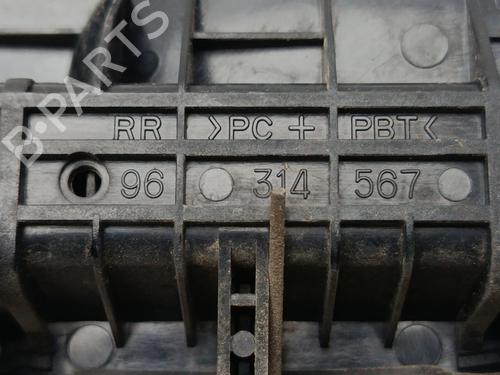 B-PARTS
RR >PC + PBT<
96 314 567